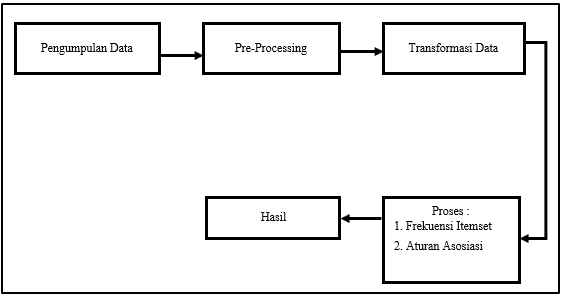 Pengumpulan Data
Pre-Processing
Transformasi Data
Proses :
1. Frekuensi Itemset
2. Aturan Asosiasi
Hasil